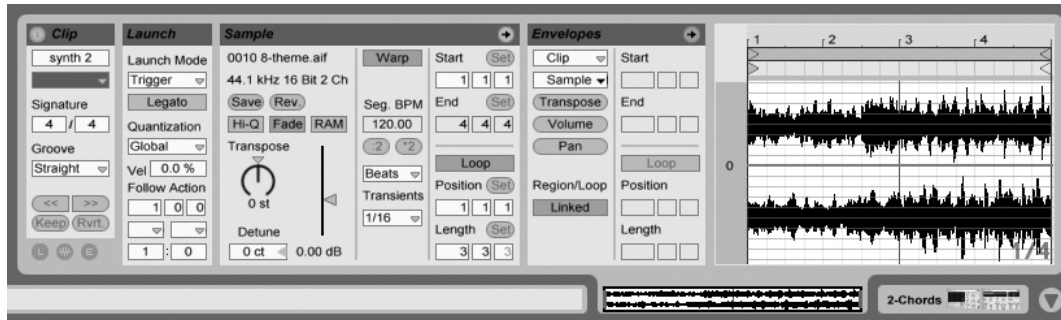 Clip
synth 2
Signature
4 / 4
Groove
Straight
<< >>
Keep Rvrt.
L E
Launch
Launch Mode
Trigger
Legato
Quantization
Global
Vel 0.0 %
Follow Action
1 0 0
1 : 0
Sample
0010 8-theme.aif
44.1 kHz 16 Bit 2 Ch
Save Rev.
Hi-Q Fade RAM
Transpose
0 st
Detune
0 ct 0.00 dB
Warp
Seg. BPM
120.00
:2 *2
Beats
Transients
1/16
Start Set
1 1 1
End Set
4 4 4
Loop
Position Set
1 1 1
Length Set
3 3 3
Envelopes
Clip
Sample
Transpose
Volume
Pan
Region/Loop
Linked
Start
End
Loop
Position
Length
1 2 3 4
0
1/4
2-Chords